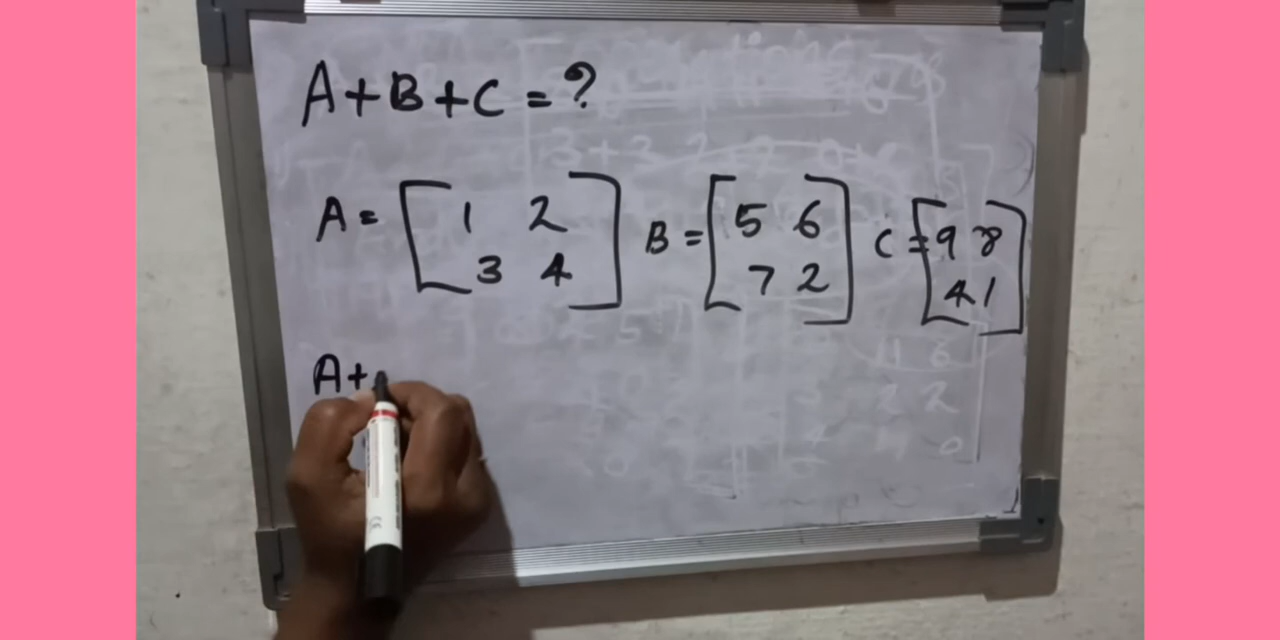 A+B+C=?
A = [ 1 2 B = [ 5 6 C = [ 9 8
3 4 ] 7 2 ] 4 1 ]
A+